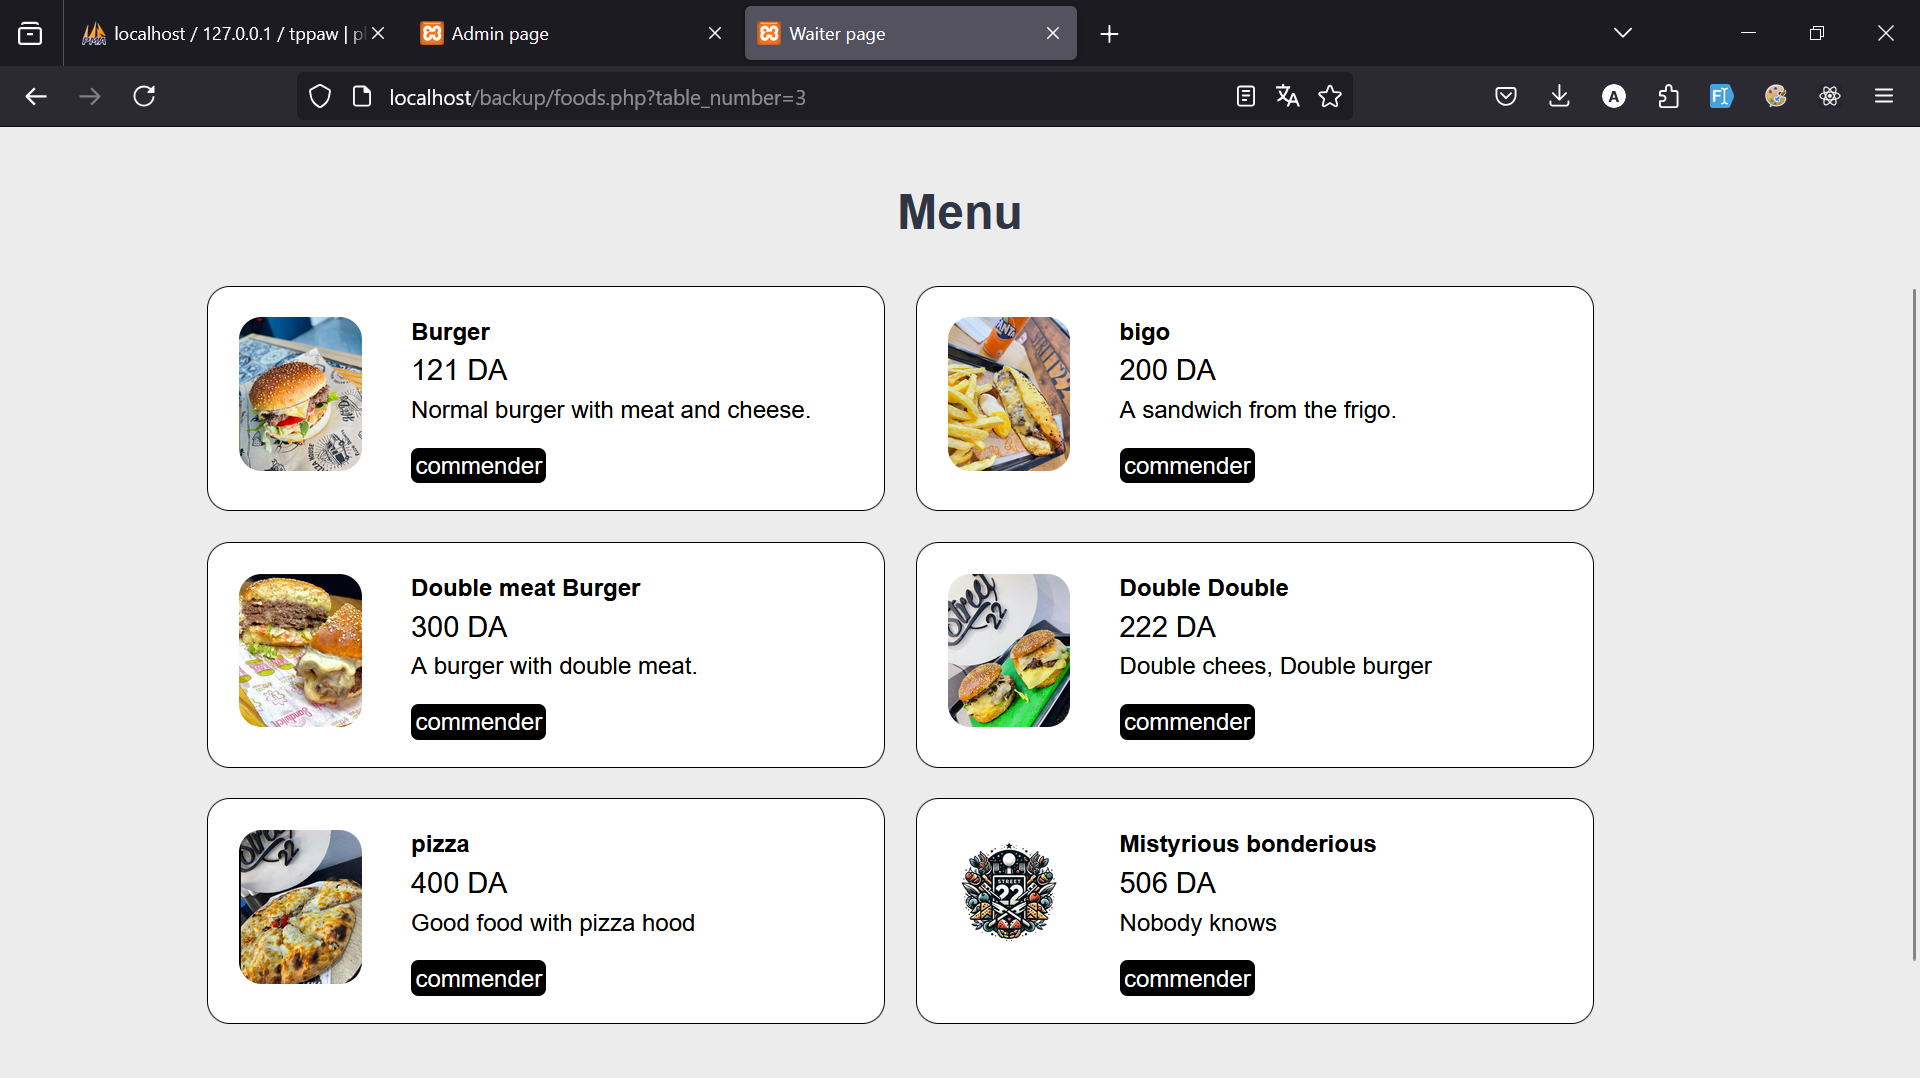 localhost / 127.0.0.1 / tppaw | p
Admin page
Waiter page
localhost/backup/foods.php?table_number=3
Menu
Burger
121 DA
Normal burger with meat and cheese.
commender
bigo
200 DA
A sandwich from the frigo.
commender
Double meat Burger
300 DA
A burger with double meat.
commender
Double Double
222 DA
Double chees, Double burger
commender
pizza
400 DA
Good food with pizza hood
commender
STREET
22
Mistyrious bonderious
506 DA
Nobody knows
commender